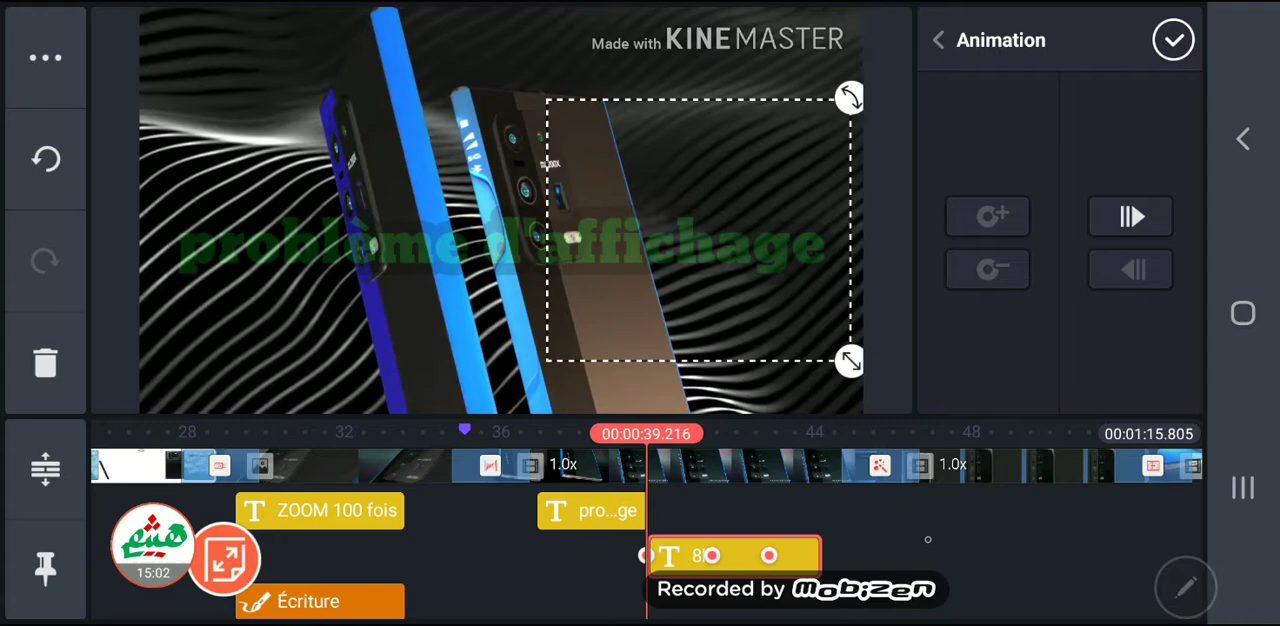 Made with KINEMASTER
Animation
problème d'affichage
5G
28
32
36
00:00:39.216
44
48
00:01:15.805
1.0x
1.0x
ZOOM 100 fois
pro...ge
Recorded by mobizen
15:02
Écriture